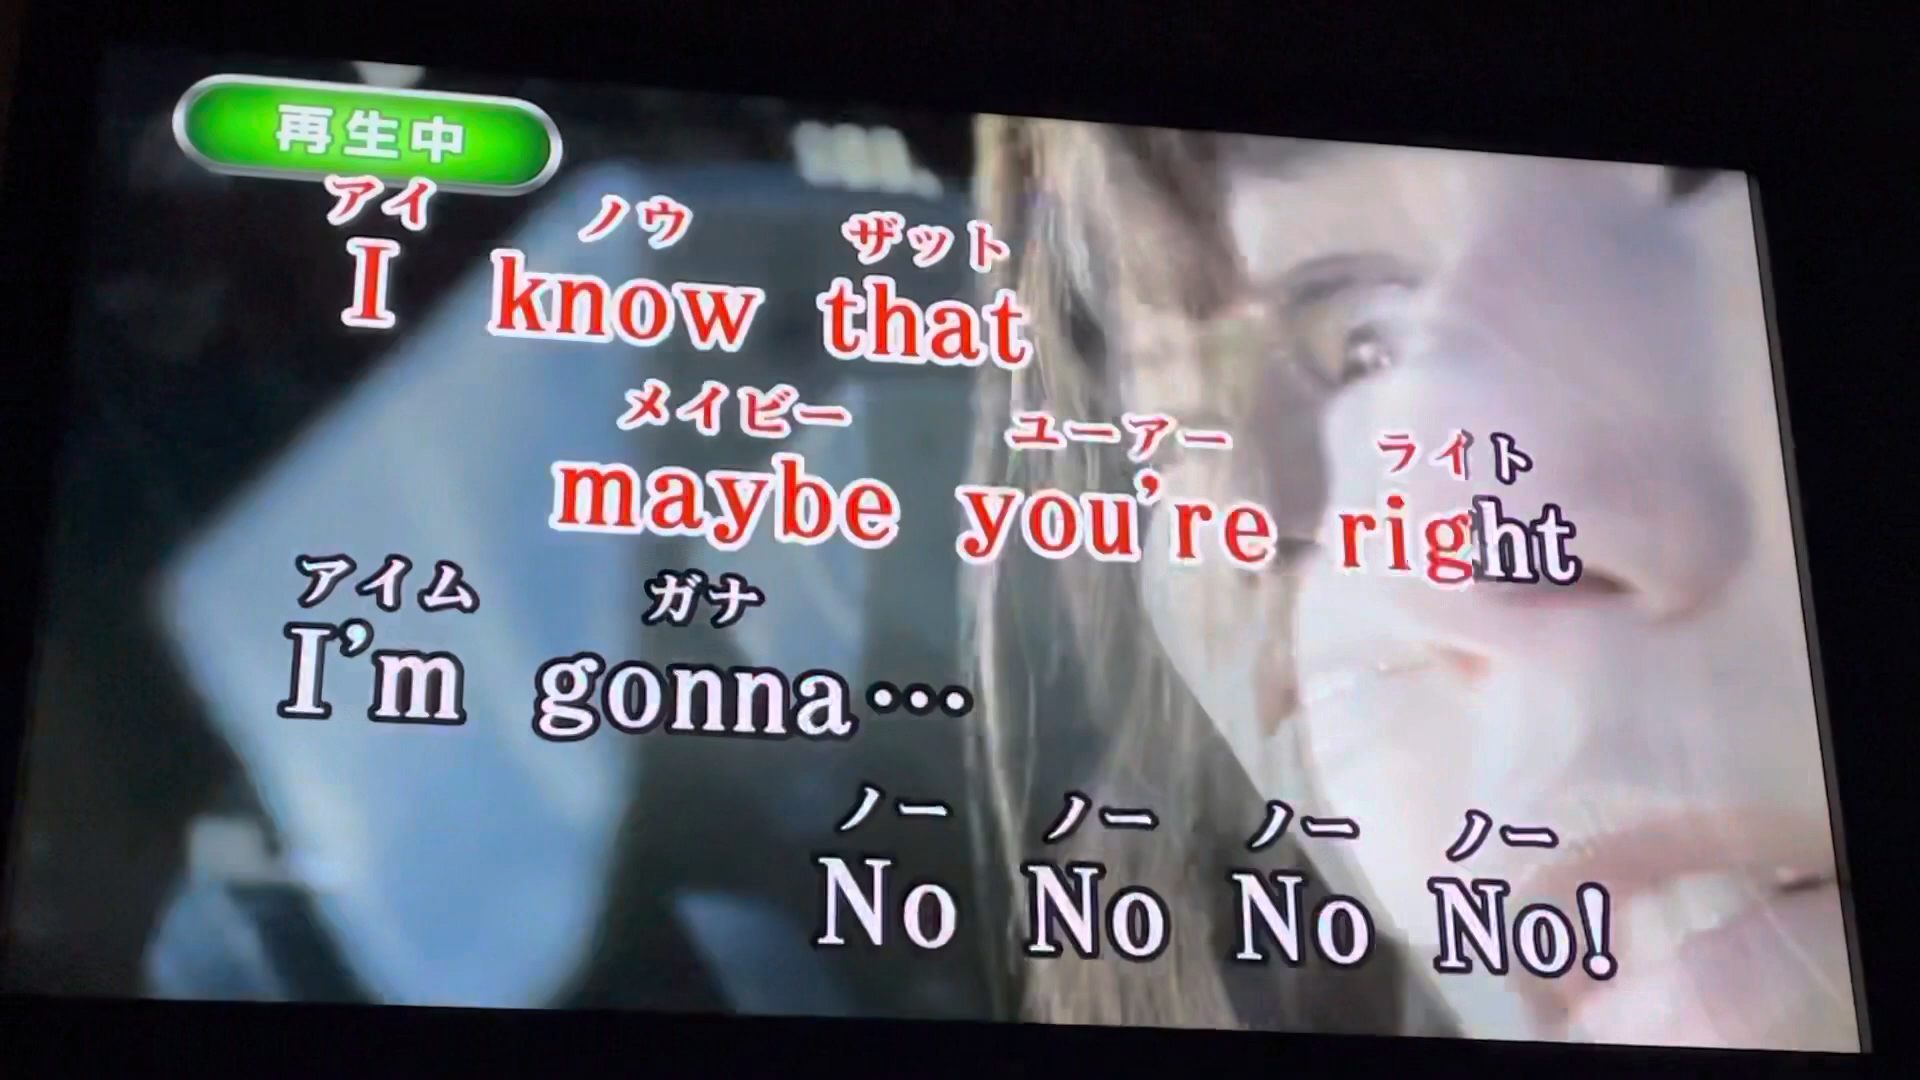 再生中
アイ ノウ ザット
I know that
メイビー ユーアー ライト
maybe you're right
アイム ガナ
I'm gonna…
ノー ノー ノー ノー
No No No No!